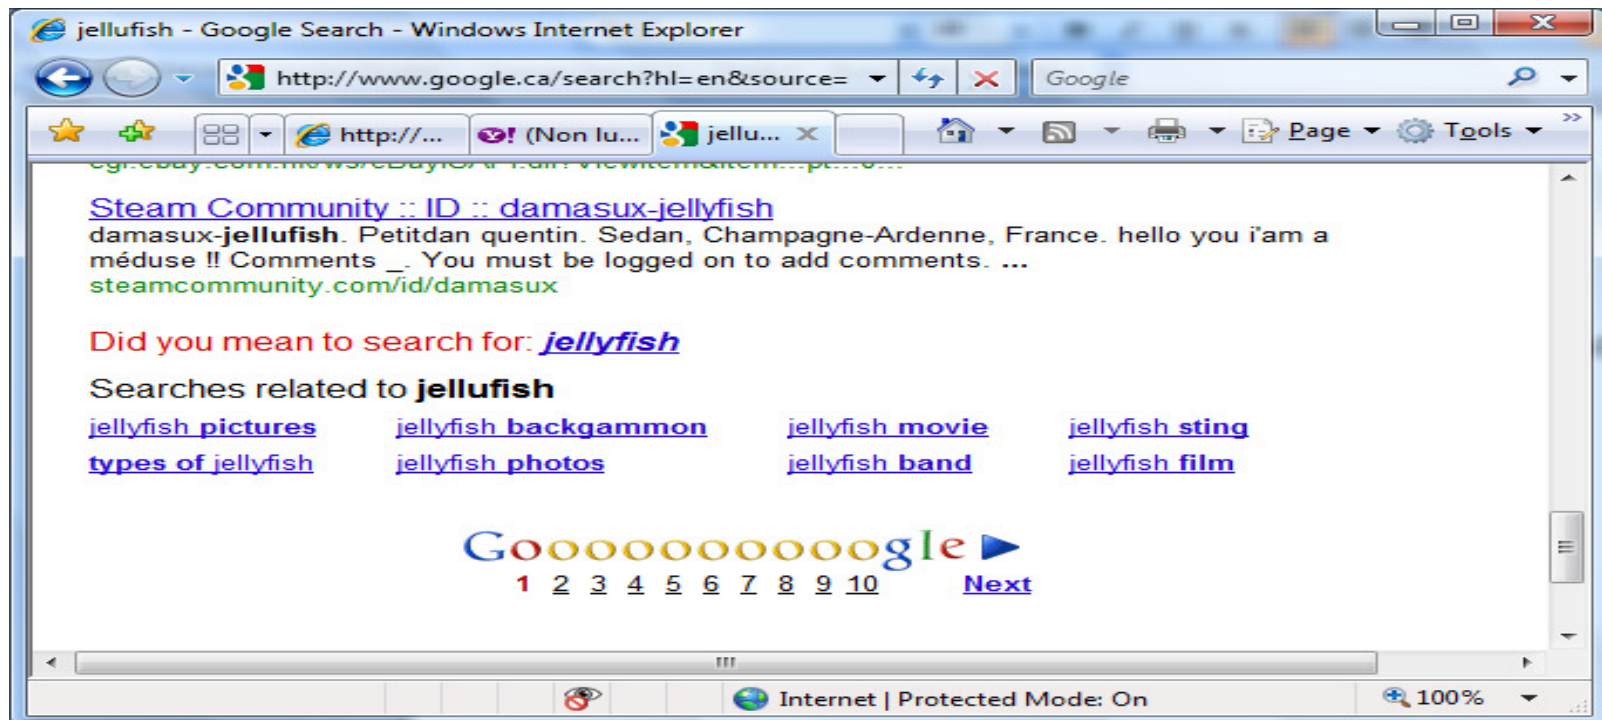 jellufish - Google Search - Windows Internet Explorer
http://www.google.ca/search?hl=en&source= Google
http://... (Non lu... jellu... Page Tools
Steam Community :: ID :: damasux-jellyfish
damasux-jellufish. Petitdan quentin. Sedan, Champagne-Ardenne, France. hello you i'am a
méduse !! Comments _. You must be logged on to add comments. ...
steamcommunity.com/id/damasux
Did you mean to search for: jellyfish
Searches related to jellufish
jellyfish pictures jellyfish backgammon jellyfish movie jellyfish sting
types of jellyfish jellyfish photos jellyfish band jellyfish film
Goooooooooogle
1 2 3 4 5 6 7 8 9 10 Next
Internet | Protected Mode: On 100%